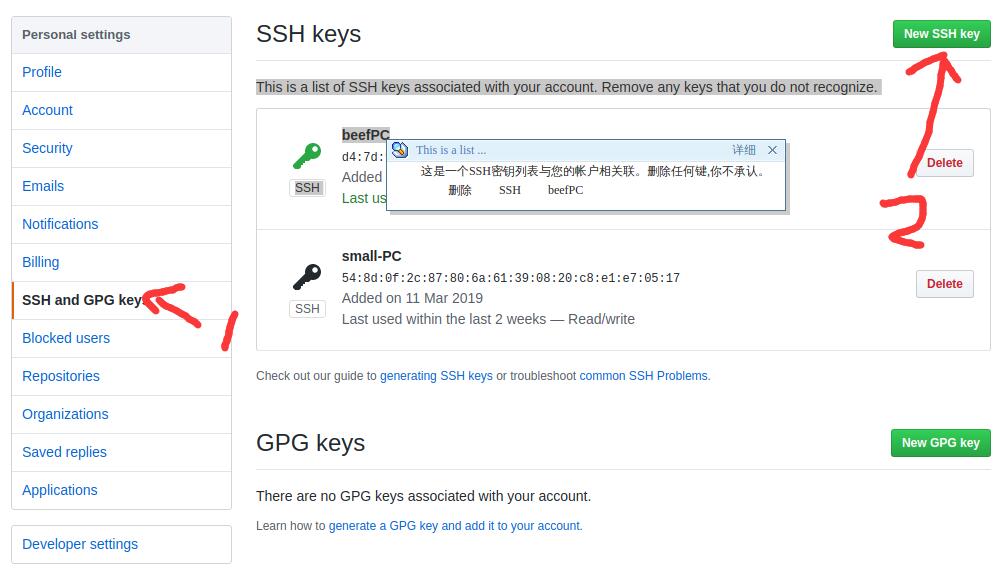 Personal settings
Profile
Account
Security
Emails
Notifications
Billing
SSH and GPG keys
Blocked users
Repositories
Organizations
Saved replies
Applications
Developer settings
1
SSH keys
New SSH key
This is a list of SSH keys associated with your account. Remove any keys that you do not recognize.
beefPC
SSH
d4:7d:
Added
Last us
Delete
This is a list ... 详细
这是一个SSH密钥列表与您的帐户相关联。删除任何键,你不承认。
删除 SSH beefPC
2
small-PC
SSH
54:8d:0f:2c:87:80:6a:61:39:08:20:c8:e1:e7:05:17
Added on 11 Mar 2019
Last used within the last 2 weeks — Read/write
Delete
Check out our guide to generating SSH keys or troubleshoot common SSH Problems.
GPG keys
New GPG key
There are no GPG keys associated with your account.
Learn how to generate a GPG key and add it to your account.